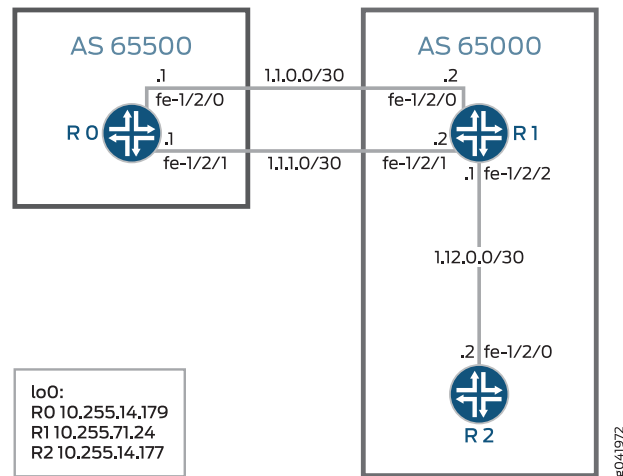 AS 65500
AS 65000
.1
1.1.0.0/30
.2
fe-1/2/0
fe-1/2/0
R0
.1
.2
R1
fe-1/2/1
1.1.1.0/30
fe-1/2/1
.1 fe-1/2/2
1.12.0.0/30
.2 fe-1/2/0
R2
lo0:
R0 10.255.14.179
R1 10.255.71.24
R2 10.255.14.177
g041972